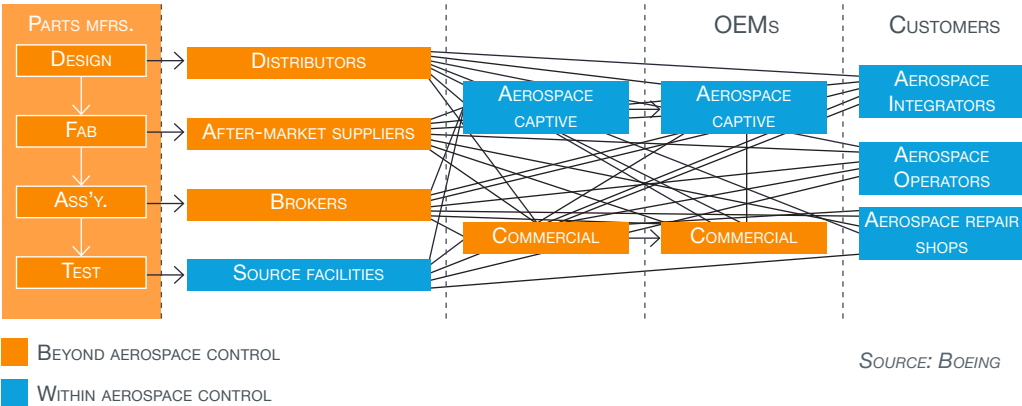 PARTS MFRS.
OEMS
CUSTOMERS
DESIGN
DISTRIBUTORS
AEROSPACE
INTEGRATORS
AEROSPACE
CAPTIVE
AEROSPACE
CAPTIVE
FAB
AFTER-MARKET SUPPLIERS
AEROSPACE
OPERATORS
ASS'Y.
BROKERS
AEROSPACE REPAIR
SHOPS
COMMERCIAL
COMMERCIAL
TEST
SOURCE FACILITIES
BEYOND AEROSPACE CONTROL
SOURCE: BOEING
WITHIN AEROSPACE CONTROL